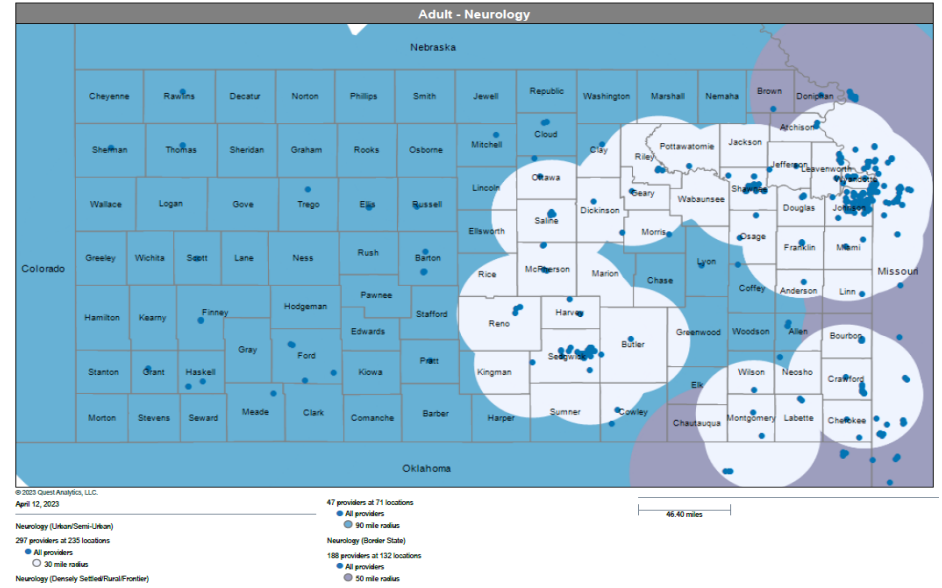 Adult - Neurology
Nebraska
Cheyenne Rawlins Decatur Norton Phillips Smith Jewell Republic Washington Marshall Nemaha Brown Doniphan
Atchison
Sherman Thomas Sheridan Graham Rooks Osborne Mitchell Cloud Clay Riley Pottawatomie Jackson
Jefferson Leavenworth
Ottawa Wyandotte
Lincoln Geary Wabaunsee Shawnee
Wallace Logan Gove Trego Ellis Russell Saline Dickinson Douglas Johnson
Ellsworth Morris Osage
Greeley Wichita Scott Lane Ness Rush Barton Franklin Miami
Colorado Rice McPherson Marion Chase Lyon Missouri
Coffey Anderson Linn
Pawnee
Hamilton Kearny Finney Hodgeman Stafford Reno Harvey
Edwards Greenwood Woodson Allen Bourbon
Gray Ford Sedgwick Butler
Stanton Grant Haskell Kiowa Pratt Kingman Wilson Neosho Crawford
Elk
Morton Stevens Seward Meade Clark Comanche Barber Harper Sumner Cowley Chautauqua Montgomery Labette Cherokee
Oklahoma
© 2023 Quest Analytics, LLC.
April 12, 2023
Neurology (Urban/Semi-Urban)
297 providers at 235 locations
All providers
30 mile radius
Neurology (Densely Settled/Rural/Frontier)
47 providers at 71 locations
All providers
90 mile radius
Neurology (Border State)
188 providers at 132 locations
All providers
50 mile radius
46.40 miles